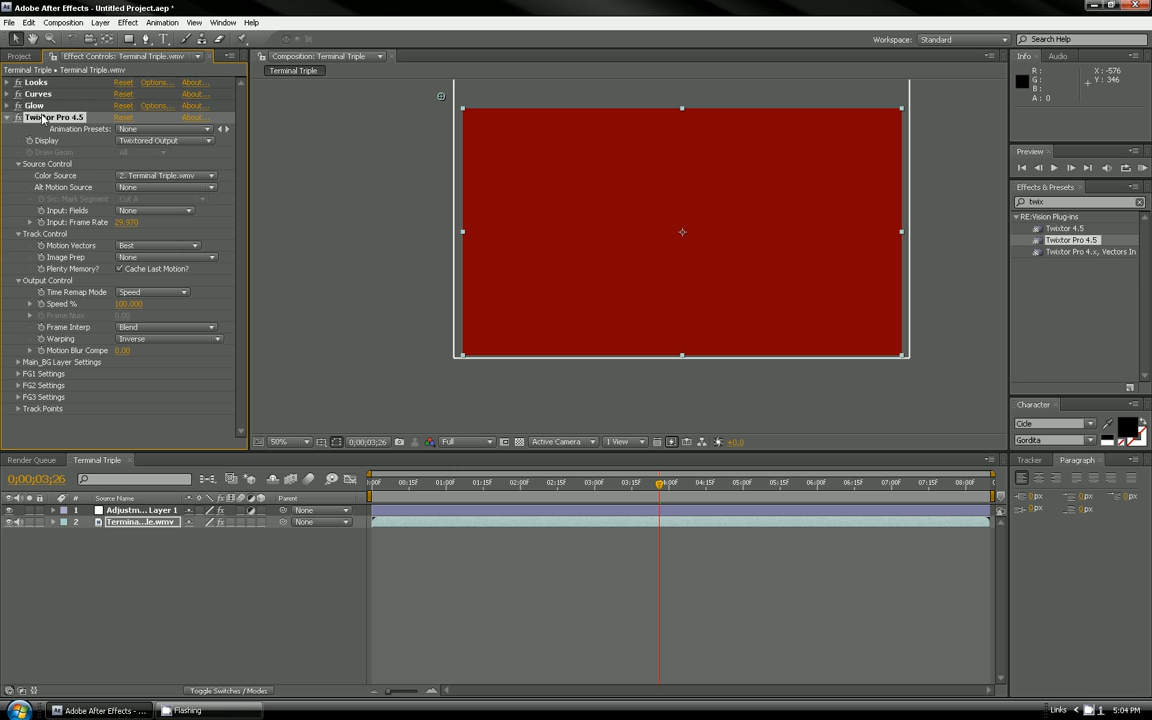 Adobe After Effects - Untitled Project.aep *
File Edit Composition Layer Effect Animation View Window Help
Workspace: Standard Search Help
Project Effect Controls: Terminal Triple.wmv Composition: Terminal Triple Info Audio
Terminal Triple • Terminal Triple.wmv Terminal Triple
R: X: -576
G: Y: 346
B:
A: 0
Looks Reset Options... About...
Curves Reset About...
Glow Reset Options... About...
Twixtor Pro 4.5 Reset About...
Animation Presets: None
Display Twixtored Output
Draw Geom All
Source Control
Color Source 2. Terminal Triple.wmv
Alt Motion Source None
Src: Mark Segment Cut A
Input: Fields None
Input: Frame Rate 29.970
Track Control
Motion Vectors Best
Image Prep None
Plenty Memory? Cache Last Motion?
Output Control
Time Remap Mode Speed
Speed % 100.000
Frame Num 0.00
Frame Interp Blend
Warping Inverse
Motion Blur Compe 0.00
Main_BG Layer Settings
FG1 Settings
FG2 Settings
FG3 Settings
Track Points
Preview
Effects & Presets
twix
RE:Vision Plug-ins
Twixtor 4.5
Twixtor Pro 4.5
Twixtor Pro 4.x, Vectors In
Character
Cicle
Gordita
50% 0;00;03;26 Full Active Camera 1 View +0.0
Render Queue Terminal Triple Tracker Paragraph
0;00;03;26
:00F 00:15F 01:00F 01:15F 02:00F 02:15F 03:00F 03:15F 04:00F 04:15F 05:00F 05:15F 06:00F 06:15F 07:00F 07:15F 08:00F
# Source Name Parent
1 Adjustm... Layer 1 None
2 Termina...le.wmv None
0 px 0 px 0 px
0 px 0 px
Toggle Switches / Modes
Adobe After Effects - ... Flashing Links 1 5:04 PM